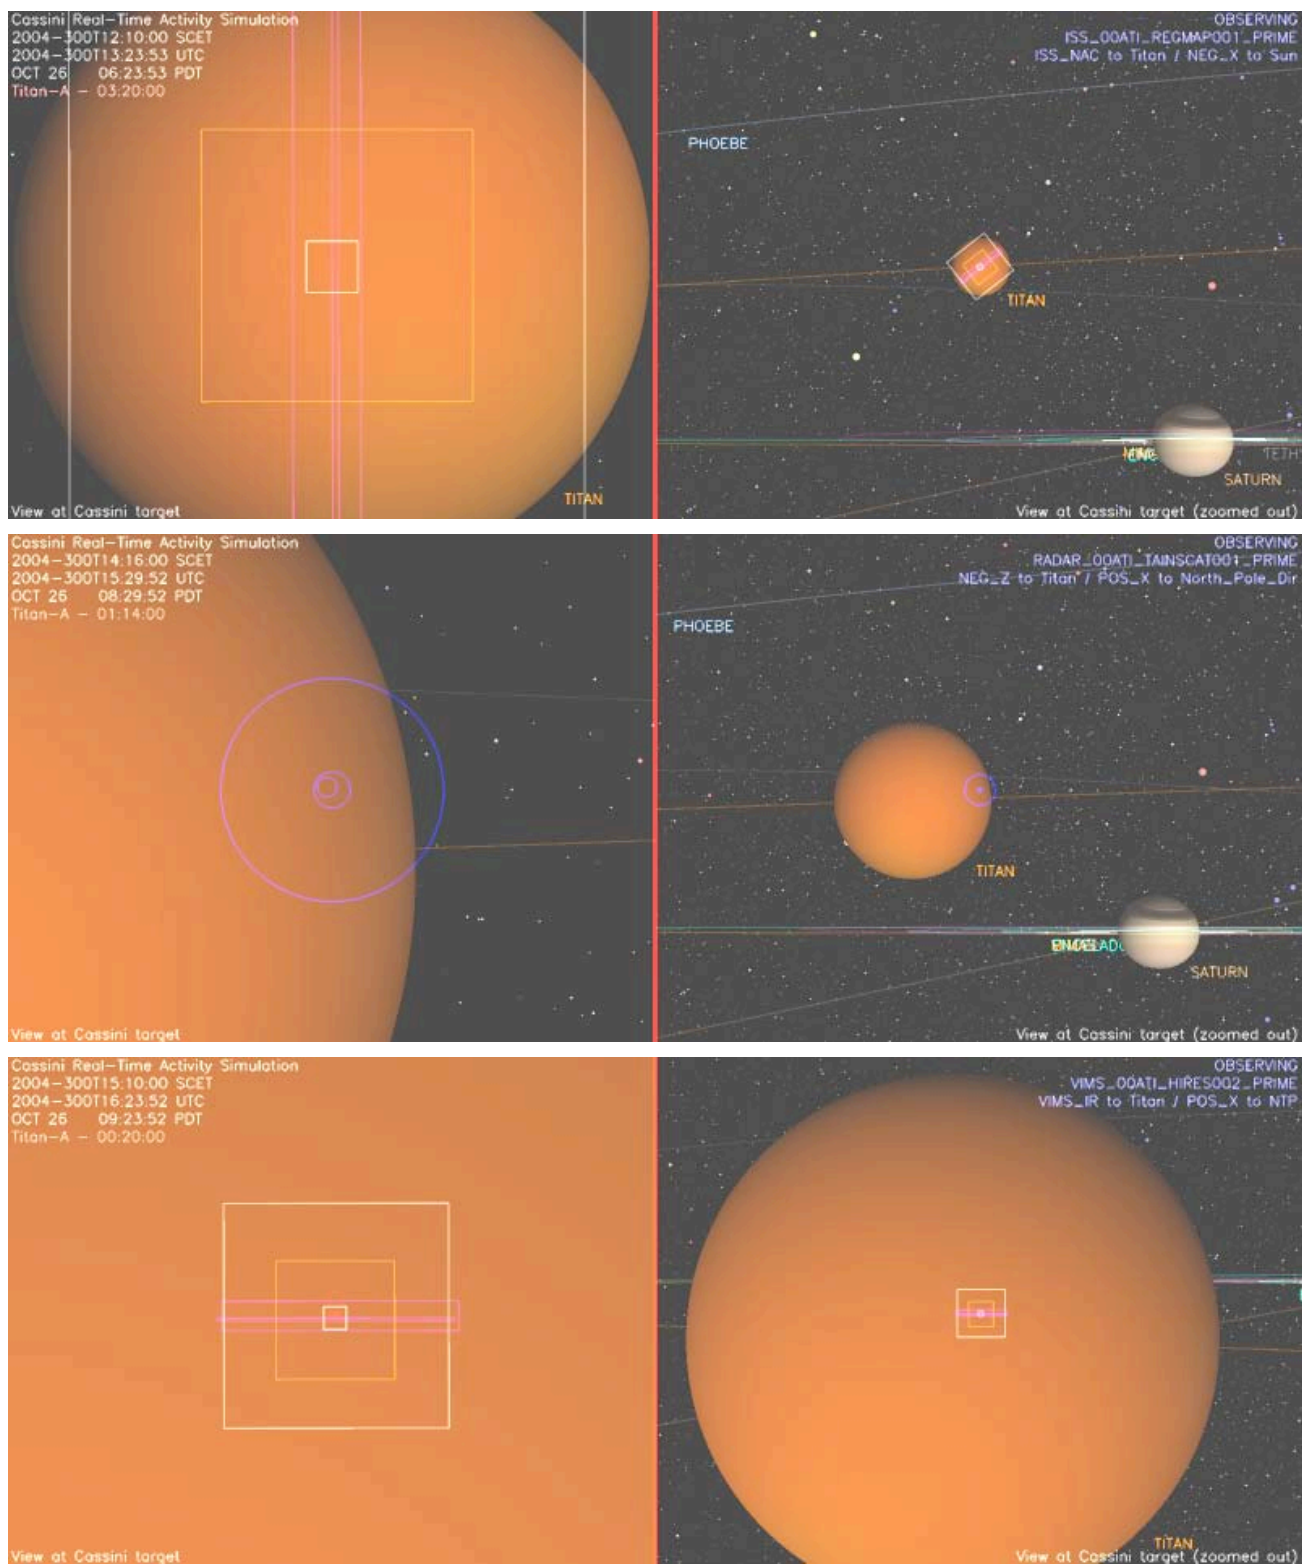 Cassini Real-Time Activity Simulation
2004-300T12:10:00 SCET
2004-300T13:23:53 UTC
OCT 26 06:23:53 PDT
Titan-A - 03:20:00
TITAN
View at Cassini target
OBSERVING
ISS_00ATI_REGMAP001_PRIME
ISS_NAC to Titan / NEG_X to Sun
PHOEBE
TITAN
TETHY
SATURN
View at Cassini target (zoomed out)
Cassini Real-Time Activity Simulation
2004-300T14:16:00 SCET
2004-300T15:29:52 UTC
OCT 26 08:29:52 PDT
Titan-A - 01:14:00
View at Cassini target
OBSERVING
RADAR_00ATI_TAINSCAT001_PRIME
NEG_Z to Titan / POS_X to North_Pole_Dir
PHOEBE
TITAN
SATURN
View at Cassini target (zoomed out)
Cassini Real-Time Activity Simulation
2004-300T15:10:00 SCET
2004-300T16:23:52 UTC
OCT 26 09:23:52 PDT
Titan-A - 00:20:00
View at Cassini target
OBSERVING
VIMS_00ATI_HIRES002_PRIME
VIMS_IR to Titan / POS_X to NTP
TITAN
View at Cassini target (zoomed out)